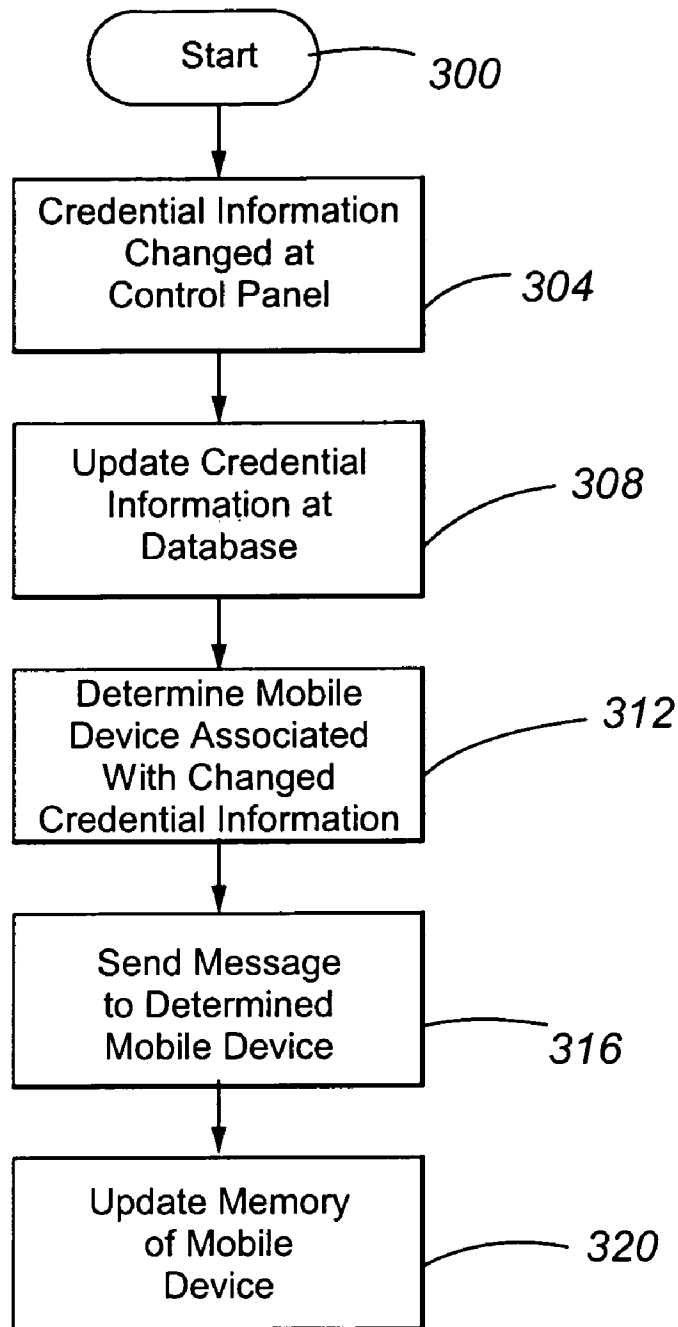 Start
300
Credential Information
Changed at
Control Panel
304
Update Credential
Information at
Database
308
Determine Mobile
Device Associated
With Changed
Credential Information
312
Send Message
to Determined
Mobile Device
316
Update Memory
of Mobile
Device
320